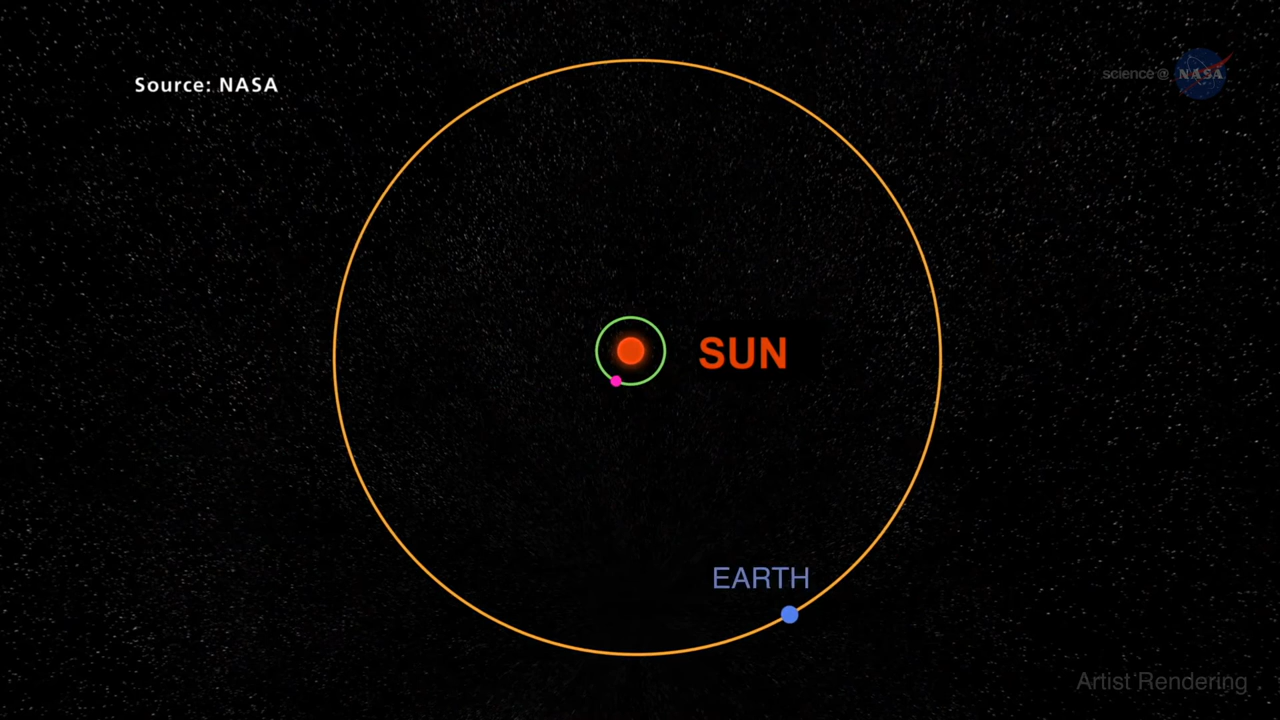 Source: NASA
science@ NASA
SUN
EARTH
Artist Rendering